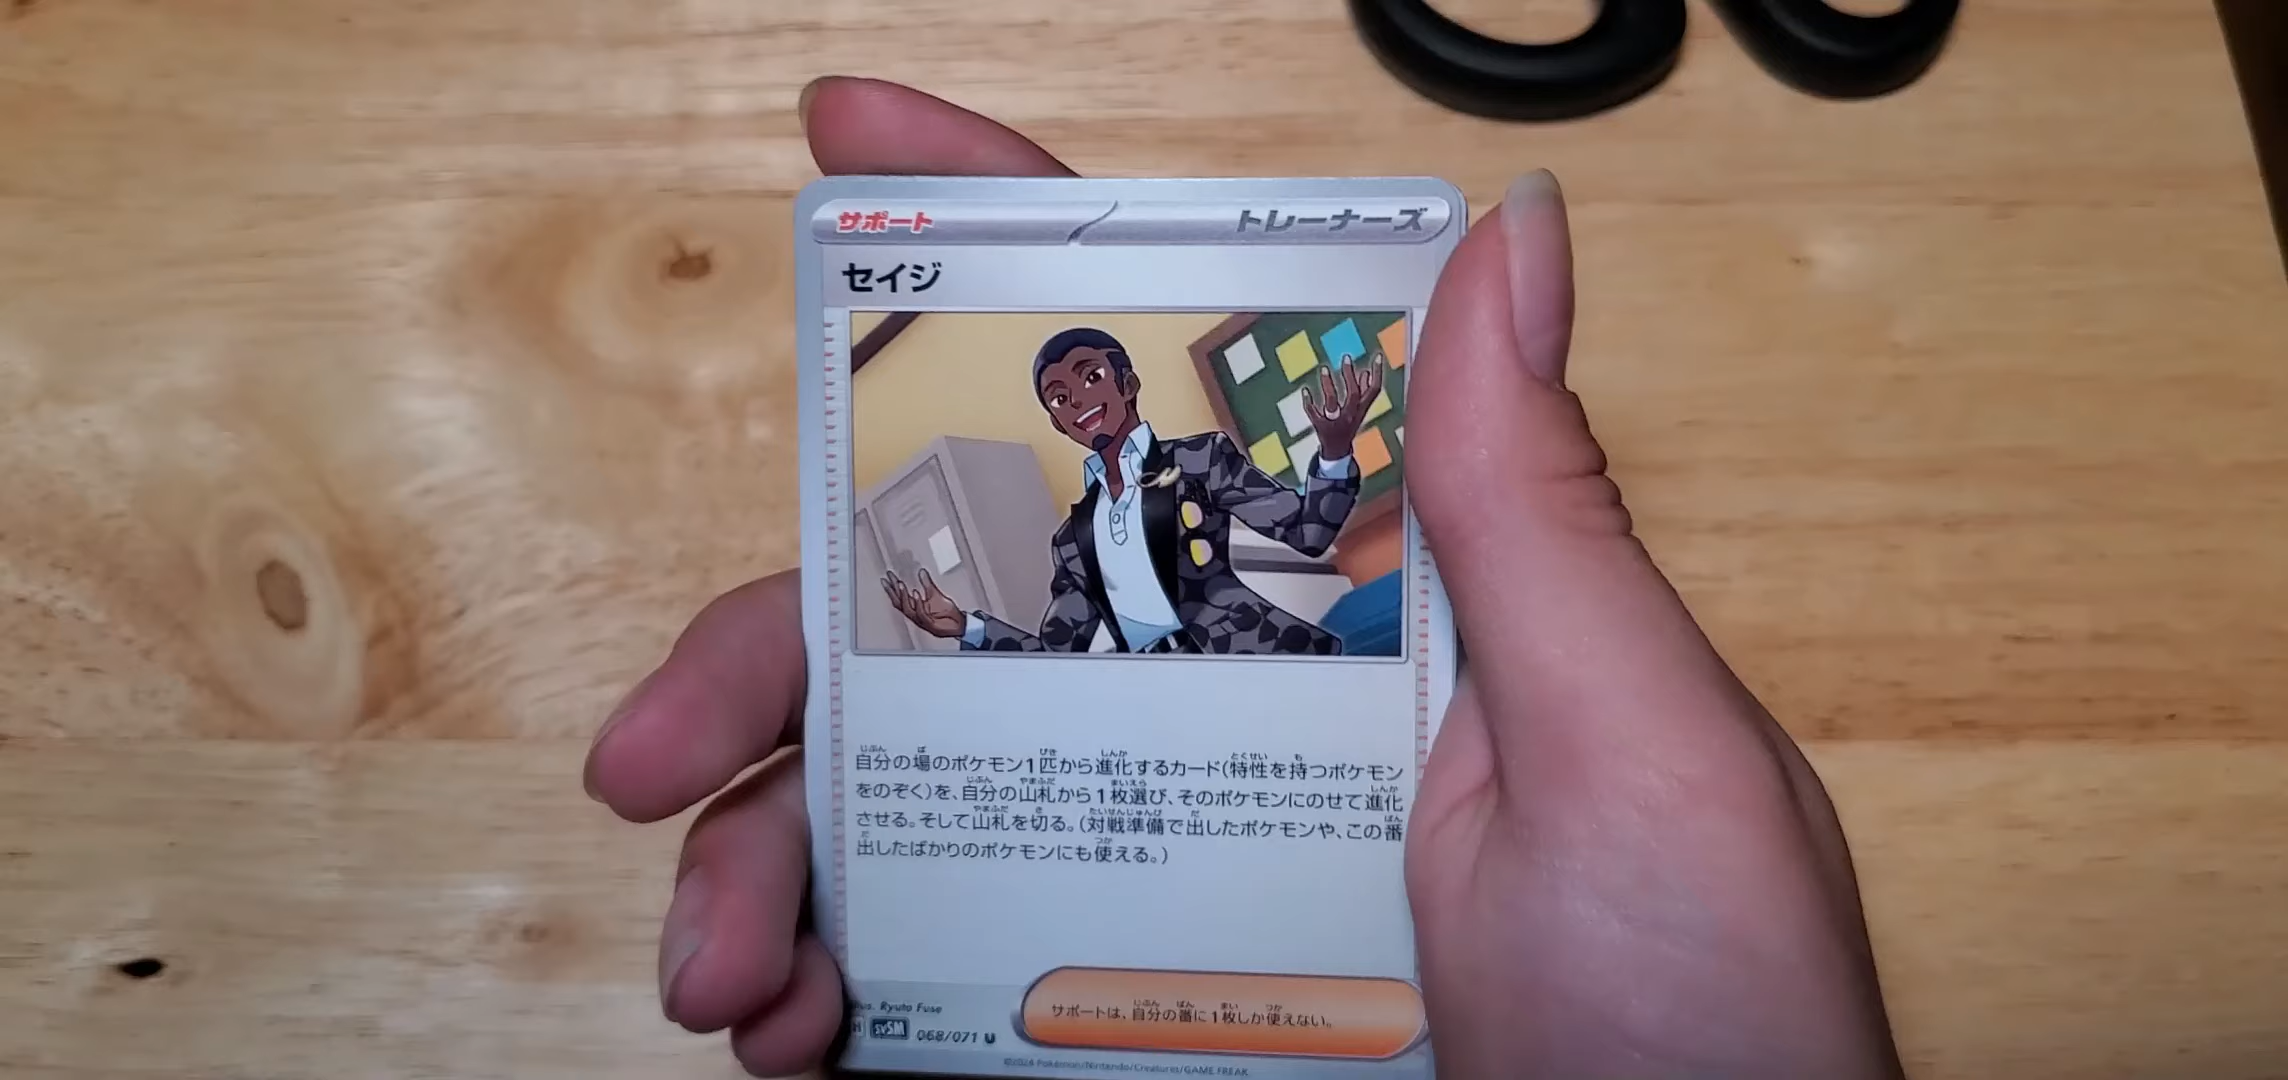 サポート
トレーナーズ
セイジ
自分の場のポケモン1匹から進化するカード(特性を持つポケモン
をのぞく)を、自分の山札から1枚選び、そのポケモンにのせて進化
させる。そして山札を切る。(対戦準備で出したポケモンや、この番
出したばかりのポケモンにも使える。)
サポートは、自分の番に1枚しか使えない。
Illus. Ryuto Fuse
068/071 U
©2024 Pokémon/Nintendo/Creatures/GAME FREAK